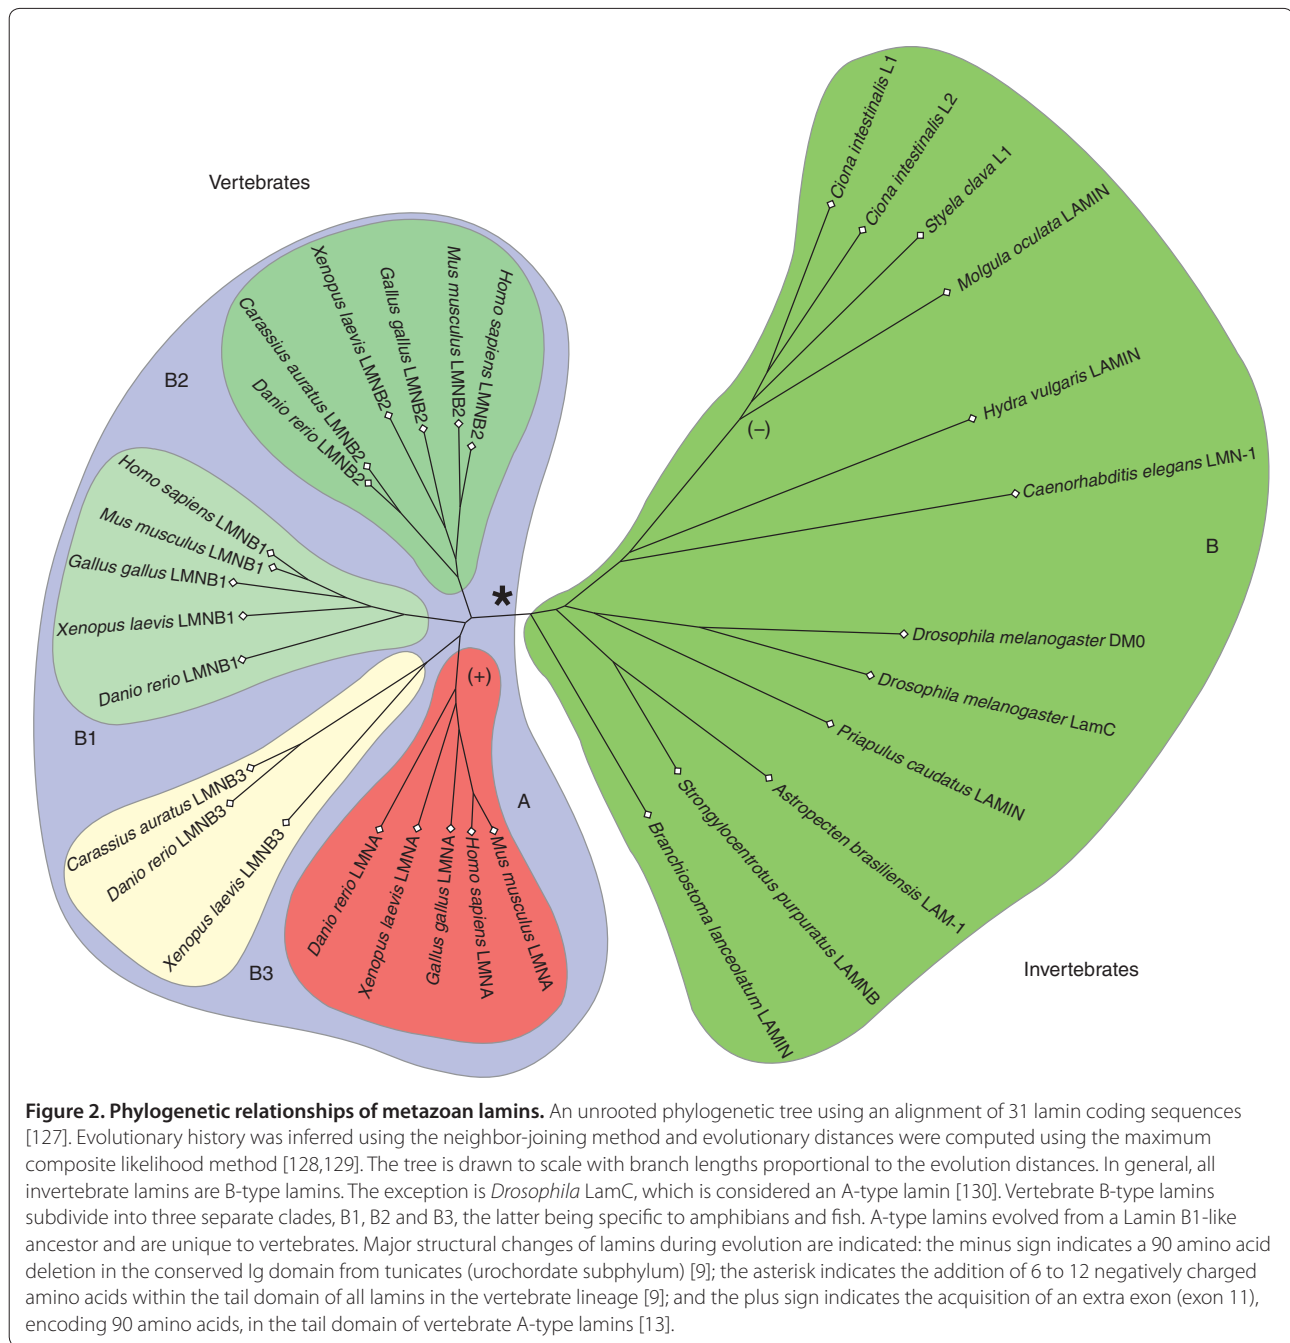 Vertebrates
B2
Carassius auratus LMNB2
Danio rerio LMNB2
Xenopus laevis LMNB2
Gallus gallus LMNB2
Mus musculus LMNB2
Homo sapiens LMNB2
Homo sapiens LMNB1
Mus musculus LMNB1
Gallus gallus LMNB1
Xenopus laevis LMNB1
Danio rerio LMNB1
B1
Carassius auratus LMNB3
Danio rerio LMNB3
Xenopus laevis LMNB3
B3
(+)
A
Danio rerio LMNA
Xenopus laevis LMNA
Gallus gallus LMNA
Homo sapiens LMNA
Mus musculus LMNA
*
Ciona intestinalis L1
Ciona intestinalis L2
Styela clava L1
Molgula oculata LAMIN
(–)
Hydra vulgaris LAMIN
Caenorhabditis elegans LMN-1
B
Drosophila melanogaster DM0
Drosophila melanogaster LamC
Priapulus caudatus LAMIN
Astropecten brasiliensis LAM-1
Strongylocentrotus purpuratus LAMNB
Branchiostoma lanceolatum LAMIN
Invertebrates
Figure 2. Phylogenetic relationships of metazoan lamins. An unrooted phylogenetic tree using an alignment of 31 lamin coding sequences
[127]. Evolutionary history was inferred using the neighbor-joining method and evolutionary distances were computed using the maximum
composite likelihood method [128,129]. The tree is drawn to scale with branch lengths proportional to the evolution distances. In general, all
invertebrate lamins are B-type lamins. The exception is Drosophila LamC, which is considered an A-type lamin [130]. Vertebrate B-type lamins
subdivide into three separate clades, B1, B2 and B3, the latter being specific to amphibians and fish. A-type lamins evolved from a Lamin B1-like
ancestor and are unique to vertebrates. Major structural changes of lamins during evolution are indicated: the minus sign indicates a 90 amino acid
deletion in the conserved Ig domain from tunicates (urochordate subphylum) [9]; the asterisk indicates the addition of 6 to 12 negatively charged
amino acids within the tail domain of all lamins in the vertebrate lineage [9]; and the plus sign indicates the acquisition of an extra exon (exon 11),
encoding 90 amino acids, in the tail domain of vertebrate A-type lamins [13].